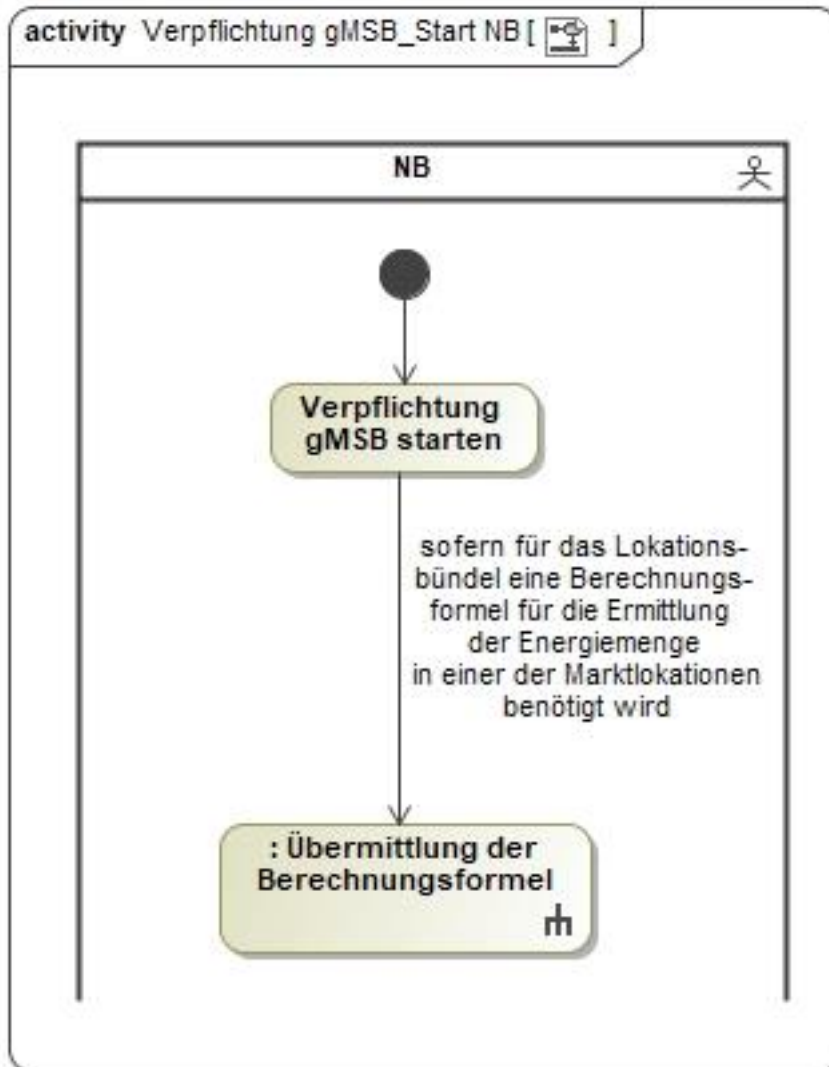 activity Verpflichtung gMSB_Start NB [ ]
NB
Verpflichtung
gMSB starten
sofern für das Lokations-
bündel eine Berechnungs-
formel für die Ermittlung
der Energiemenge
in einer der Marktlokationen
benötigt wird
: Übermittlung der
Berechnungsformel